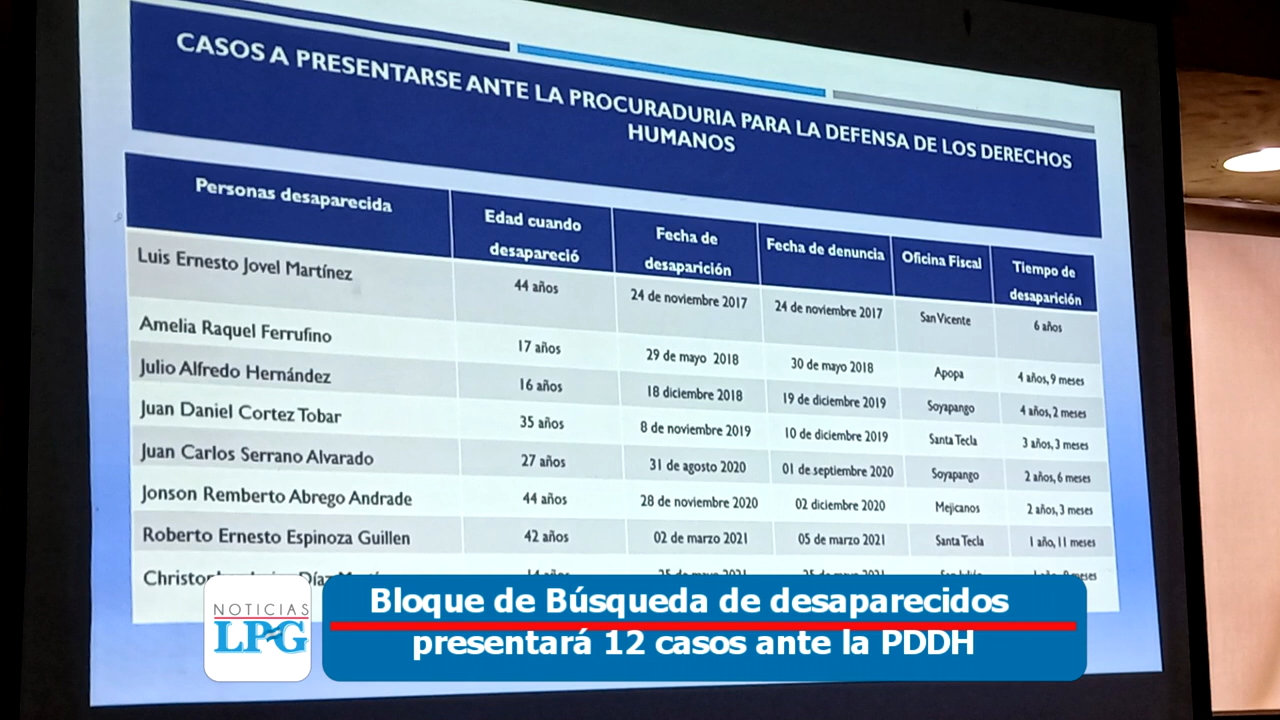 CASOS A PRESENTARSE ANTE LA PROCURADURIA PARA LA DEFENSA DE LOS DERECHOS
HUMANOS
Personas desaparecida Edad cuando desapareció Fecha de desaparición Fecha de denuncia Oficina Fiscal Tiempo de desaparición
Luis Ernesto Jovel Martínez 44 años 24 de noviembre 2017 24 de noviembre 2017 San Vicente 6 años
Amelia Raquel Ferrufino 17 años 29 de mayo 2018 30 de mayo 2018 Apopa 4 años, 9 meses
Julio Alfredo Hernández 16 años 18 diciembre 2018 19 de diciembre 2019 Soyapango 4 años, 2 meses
Juan Daniel Cortez Tobar 35 años 8 de noviembre 2019 10 de diciembre 2019 Santa Tecla 3 años, 3 meses
Juan Carlos Serrano Alvarado 27 años 31 de agosto 2020 01 de septiembre 2020 Soyapango 2 años, 6 meses
Jonson Remberto Abrego Andrade 44 años 28 de noviembre 2020 02 diciembre 2020 Mejicanos 2 años, 3 meses
Roberto Ernesto Espinoza Guillen 42 años 02 de marzo 2021 05 de marzo 2021 Santa Tecla 1 año, 11 meses
NOTICIAS
LPG
Bloque de Búsqueda de desaparecidos
presentará 12 casos ante la PDDH